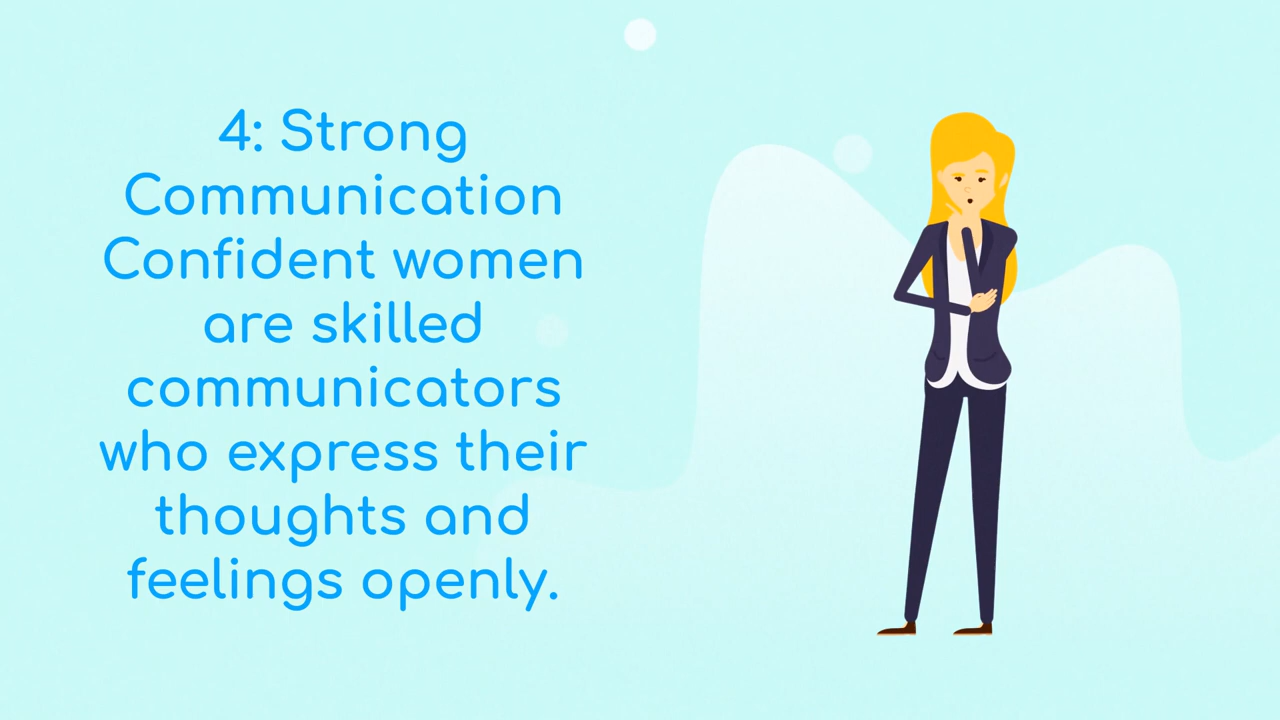 4: Strong
Communication
Confident women
are skilled
communicators
who express their
thoughts and
feelings openly.